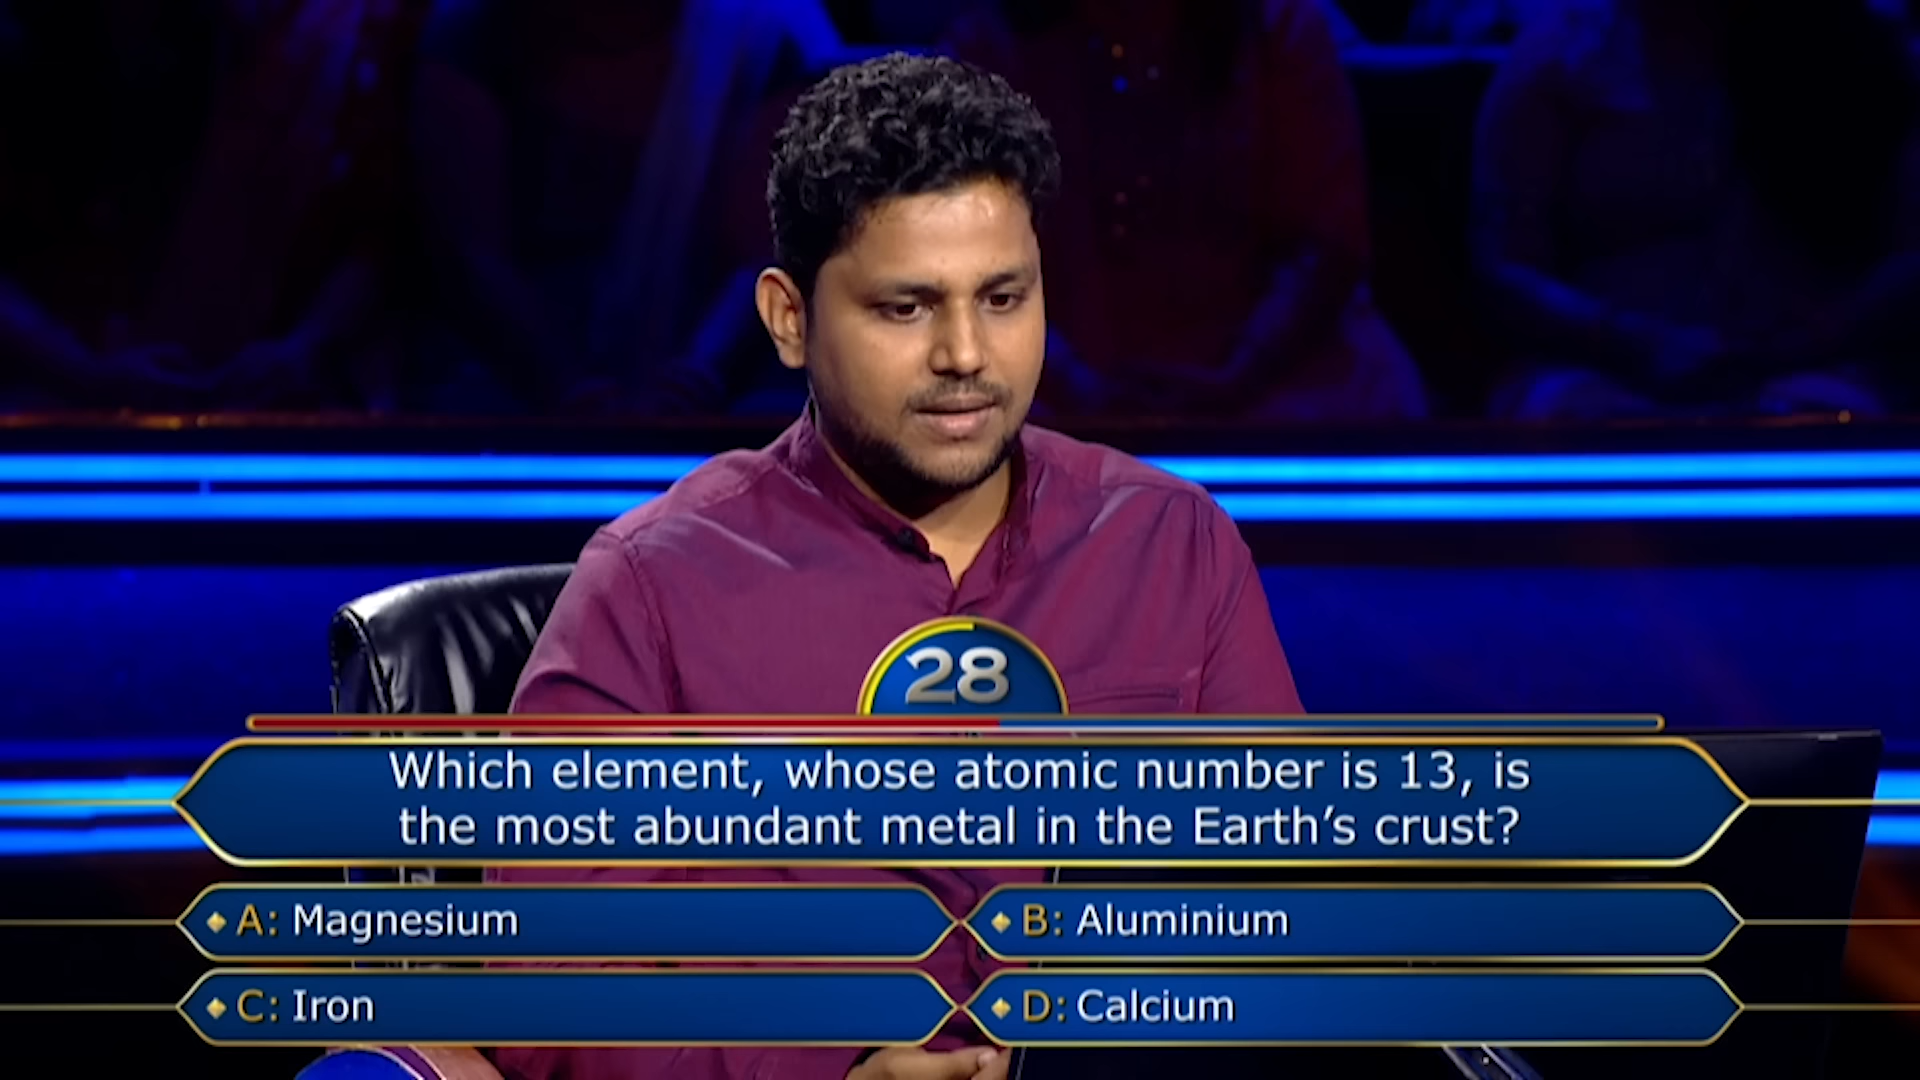 28
Which element, whose atomic number is 13, is
the most abundant metal in the Earth’s crust?
A: Magnesium
B: Aluminium
C: Iron
D: Calcium